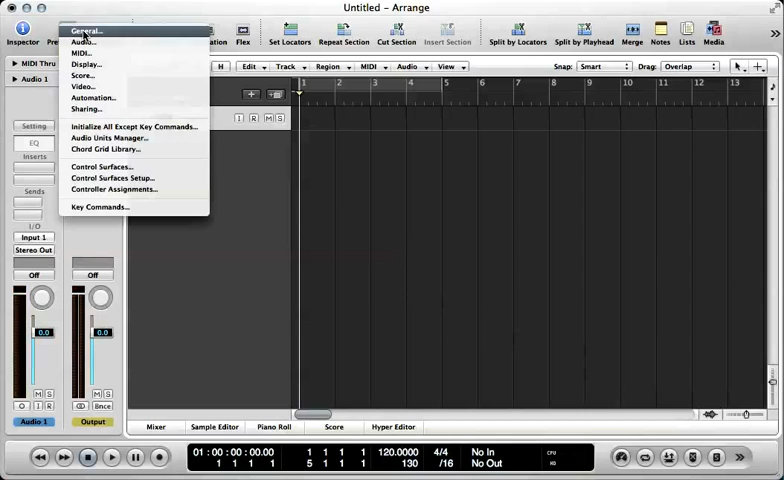 Untitled - Arrange
Inspector
Pre
ation
Flex
Set Locators
Repeat Section
Cut Section
Insert Section
Split by Locators
Split by Playhead
Merge
Notes
Lists
Media
General...
Audio...
MIDI...
Display...
Score...
Video...
Automation...
Sharing...
Initialize All Except Key Commands...
Audio Units Manager...
Chord Grid Library...
Control Surfaces...
Control Surfaces Setup...
Controller Assignments...
Key Commands...
MIDI Thru
Audio 1
H
Edit
Track
Region
MIDI
Audio
View
Snap: Smart
Drag: Overlap
1 2 3 4 5 6 7 8 9 10 11 12 13
I R M S
Setting
EQ
Inserts
Sends
I/O
Input 1
Stereo Out
Off
Off
0.0
0.0
M S
M S
I R
Bnce
Audio 1
Output
Mixer
Sample Editor
Piano Roll
Score
Hyper Editor
01:00:00:00.00
1 1 1 1
1 1 1 1
5 1 1 1
120.0000
130
4/4
/16
No In
No Out
CPU
HD